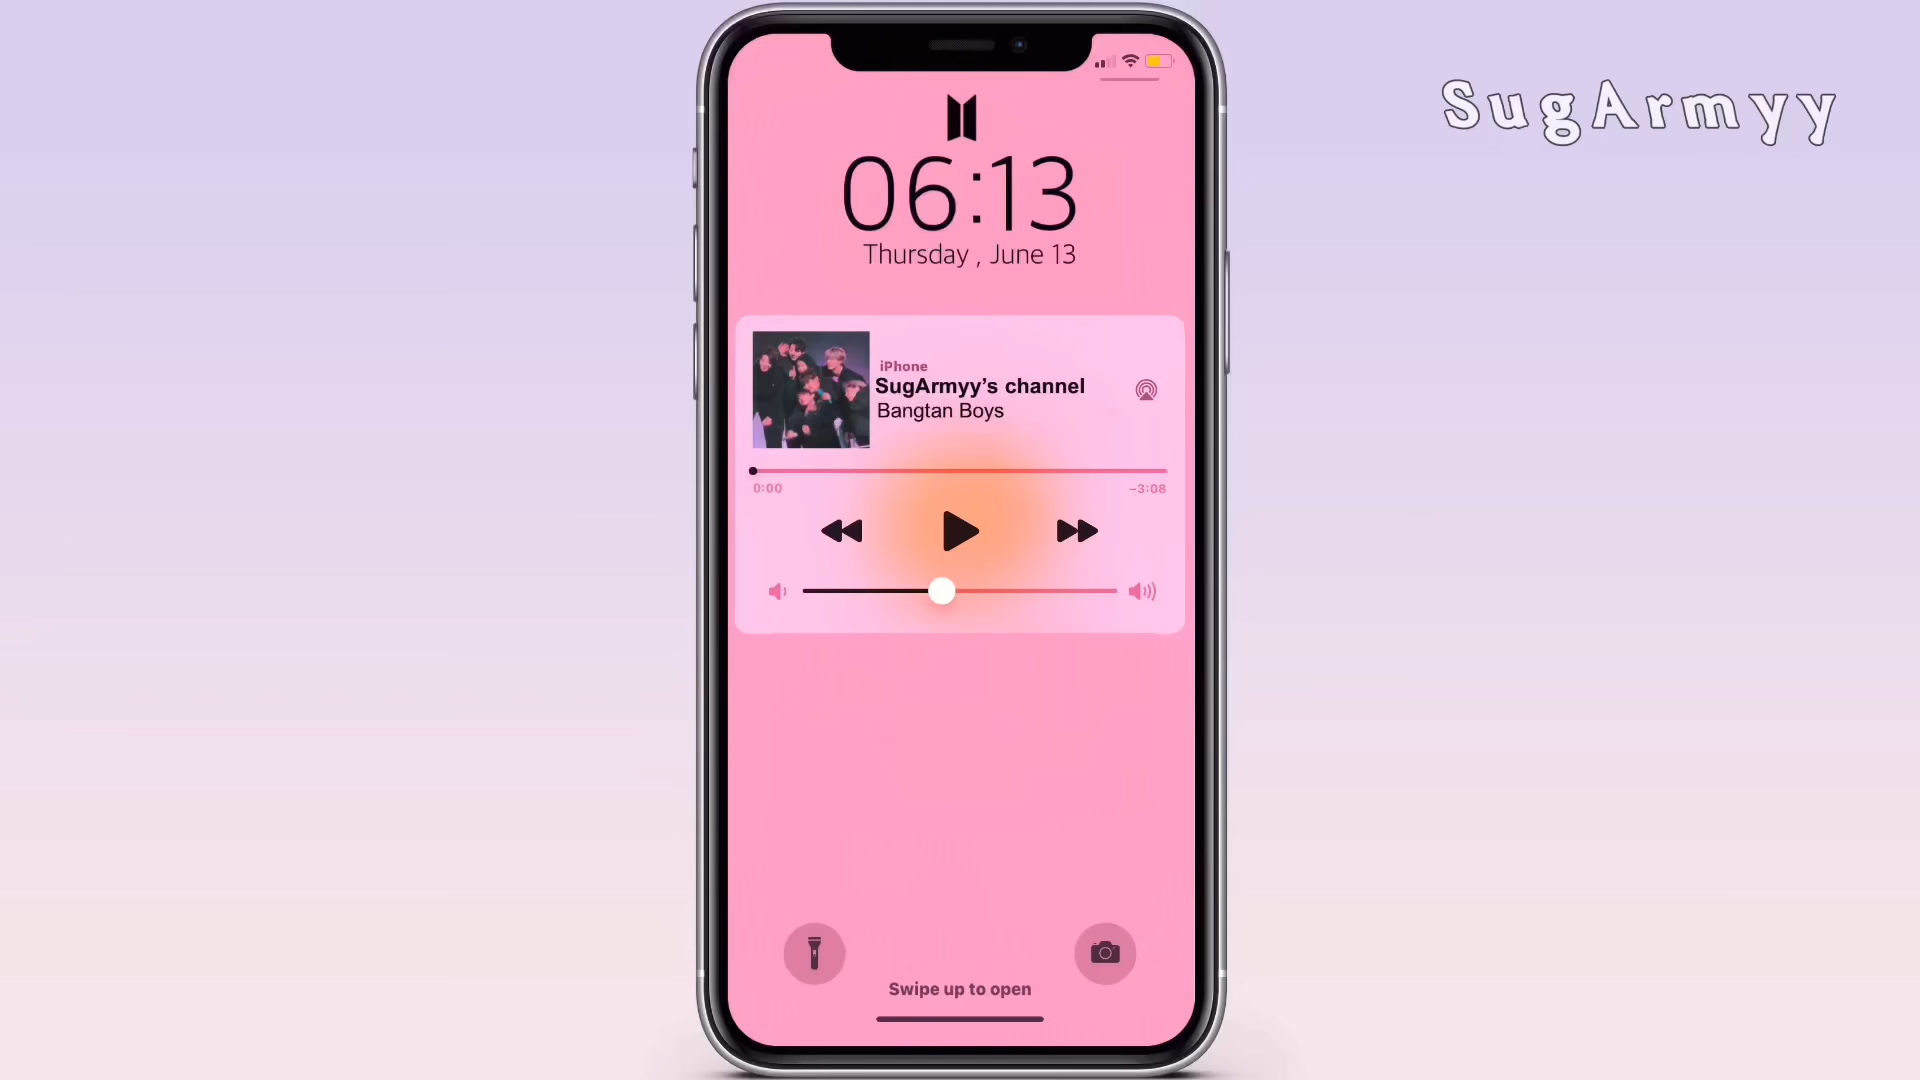 SugArmyy
06:13
Thursday , June 13
iPhone
SugArmyy’s channel
Bangtan Boys
0:00
–3:08
Swipe up to open